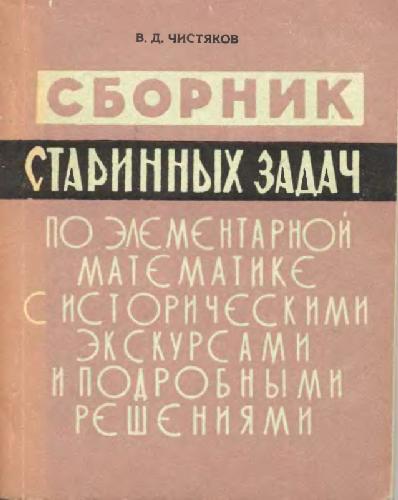 В. Д. ЧИСТЯКОВ
СБОРНИК
СТАРИННЫХ ЗАДАЧ
ПО ЭЛЕМЕНТАРНОЙ
МАТЕМАТИКЕ
С ИСТОРИЧЕСКИМИ
ЭКСКУРСАМИ
И ПОДРОБНЫМИ
РЕШЕНИЯМИ